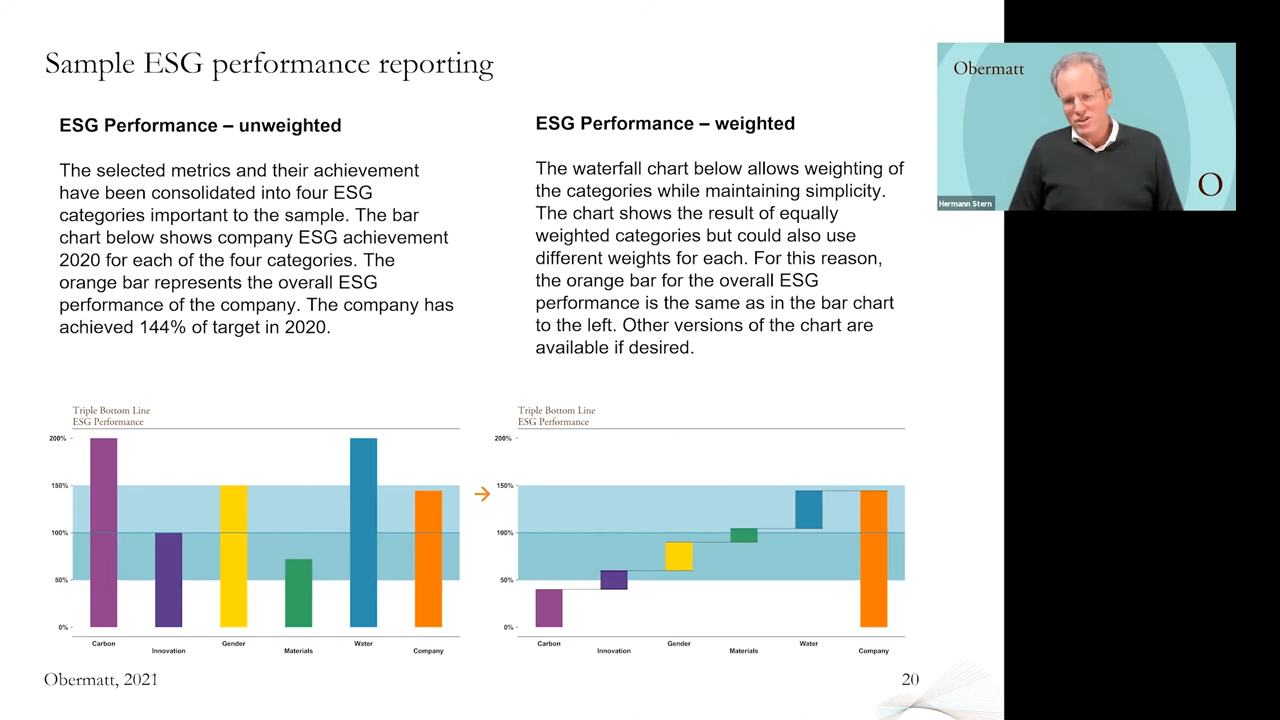 Sample ESG performance reporting
ESG Performance – unweighted
The selected metrics and their achievement
have been consolidated into four ESG
categories important to the sample. The bar
chart below shows company ESG achievement
2020 for each of the four categories. The
orange bar represents the overall ESG
performance of the company. The company has
achieved 144% of target in 2020.
ESG Performance – weighted
The waterfall chart below allows weighting of
the categories while maintaining simplicity.
The chart shows the result of equally
weighted categories but could also use
different weights for each. For this reason,
the orange bar for the overall ESG
performance is the same as in the bar chart
to the left. Other versions of the chart are
available if desired.
Triple Bottom Line
ESG Performance
200%
150%
100%
50%
0%
Carbon
Innovation
Gender
Materials
Water
Company
Triple Bottom Line
ESG Performance
200%
150%
100%
50%
0%
Carbon
Innovation
Gender
Materials
Water
Company
Obermatt, 2021
20
Obermatt
O
Hermann Stern